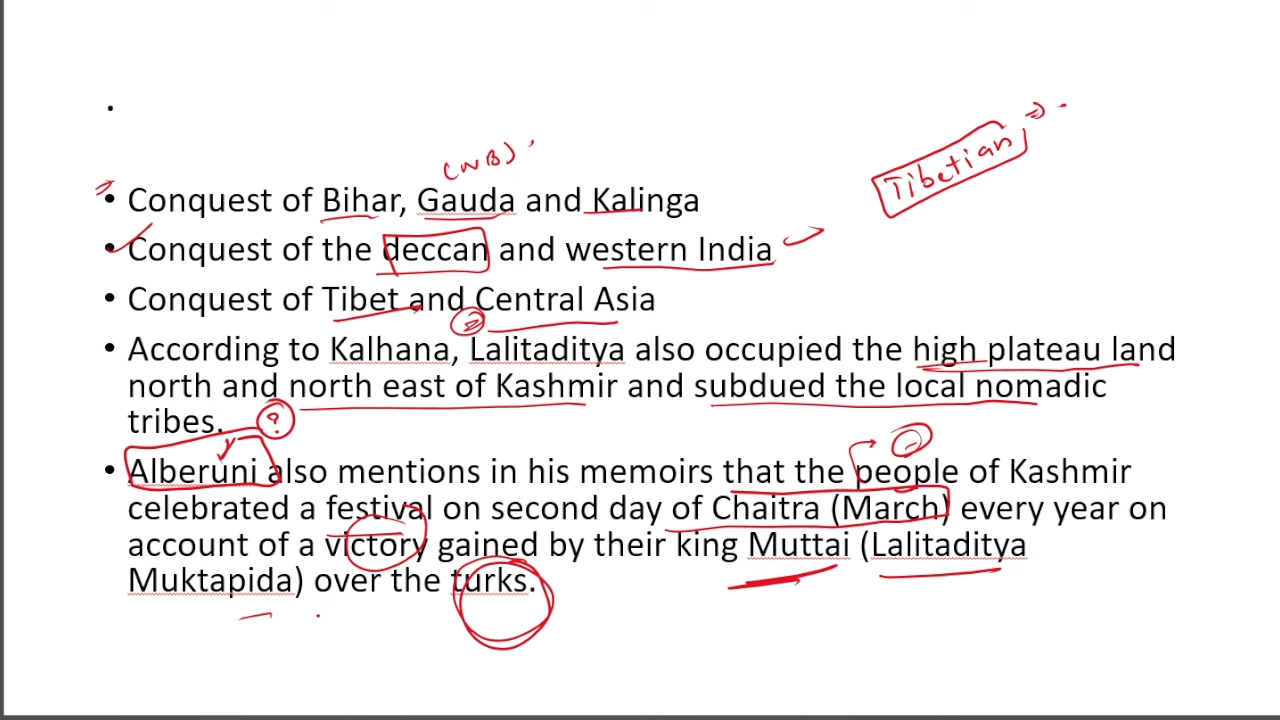 (WB)
Tibetian
• Conquest of Bihar, Gauda and Kalinga
• Conquest of the deccan and western India
• Conquest of Tibet and Central Asia
• According to Kalhana, Lalitaditya also occupied the high plateau land
north and north east of Kashmir and subdued the local nomadic
tribes.
?
• Alberuni also mentions in his memoirs that the people of Kashmir
celebrated a festival on second day of Chaitra (March) every year on
account of a victory gained by their king Muttai (Lalitaditya
Muktapida) over the turks.